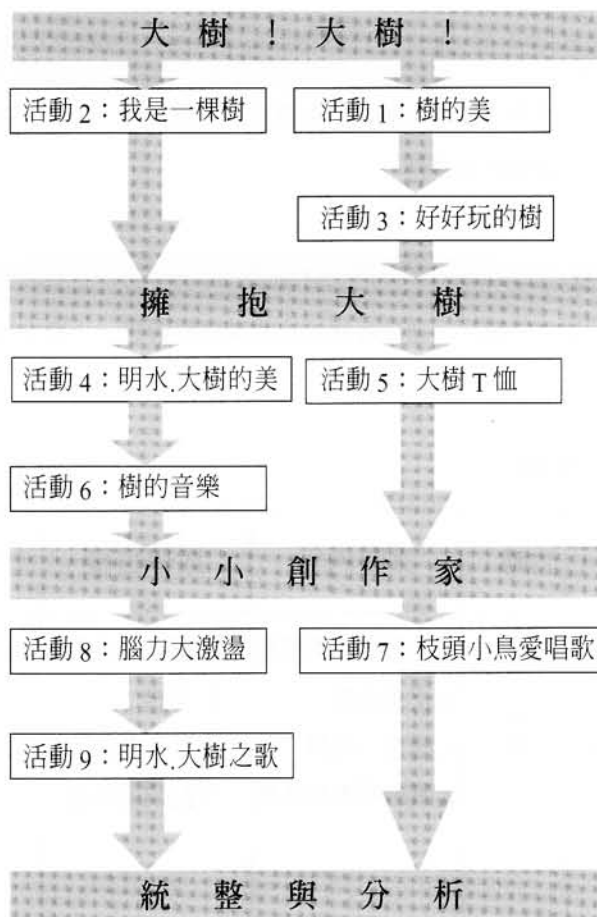 大樹！大樹！
活動 2：我是一棵樹
活動 1：樹的美
活動 3：好好玩的樹
擁抱大樹
活動 4：明水.大樹的美
活動 5：大樹 T 恤
活動 6：樹的音樂
小小創作家
活動 8：腦力大激盪
活動 7：枝頭小鳥愛唱歌
活動 9：明水.大樹之歌
統整與分析